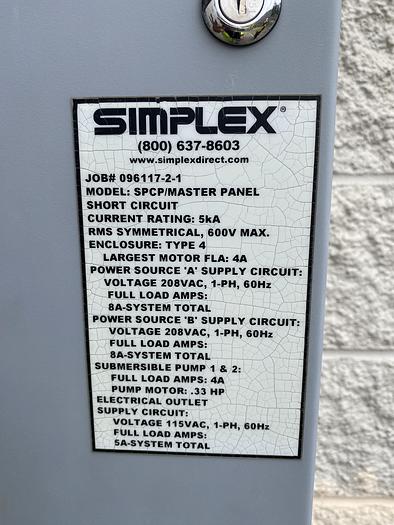 SIMPLEX®
(800) 637-8603
www.simplexdirect.com
JOB# 096117-2-1
MODEL: SPCP/MASTER PANEL
SHORT CIRCUIT
CURRENT RATING: 5kA
RMS SYMMETRICAL, 600V MAX.
ENCLOSURE: TYPE 4
LARGEST MOTOR FLA: 4A
POWER SOURCE 'A' SUPPLY CIRCUIT:
VOLTAGE 208VAC, 1-PH, 60Hz
FULL LOAD AMPS:
8A-SYSTEM TOTAL
POWER SOURCE 'B' SUPPLY CIRCUIT:
VOLTAGE 208VAC, 1-PH, 60Hz
FULL LOAD AMPS:
8A-SYSTEM TOTAL
SUBMERSIBLE PUMP 1 & 2:
FULL LOAD AMPS: 4A
PUMP MOTOR: .33 HP
ELECTRICAL OUTLET
SUPPLY CIRCUIT:
VOLTAGE 115VAC, 1-PH, 60Hz
FULL LOAD AMPS:
5A-SYSTEM TOTAL